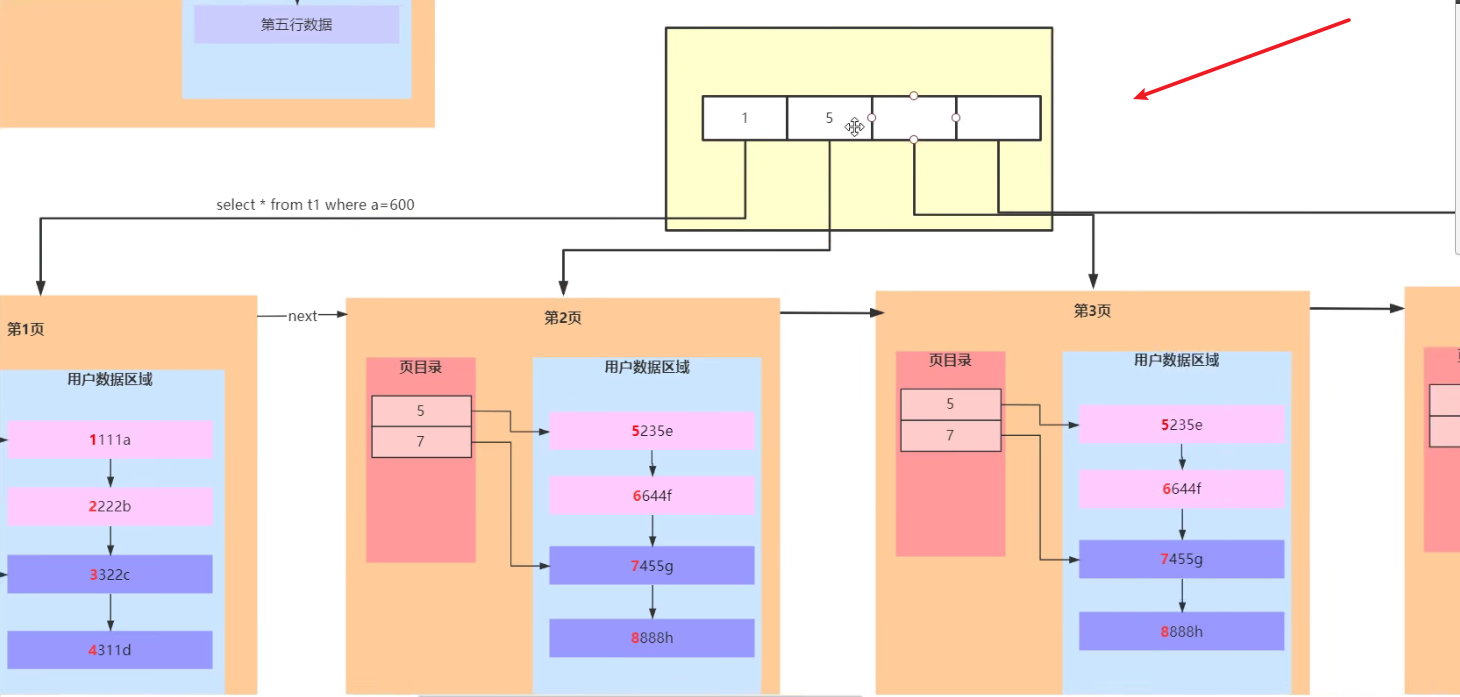 第五行数据
1
5
select * from t1 where a=600
第1页
next
第2页
第3页
用户数据区域
页目录
用户数据区域
页目录
用户数据区域
1111a
2222b
3322c
4311d
5
7
5235e
6644f
7455g
8888h
5
7
5235e
6644f
7455g
8888h